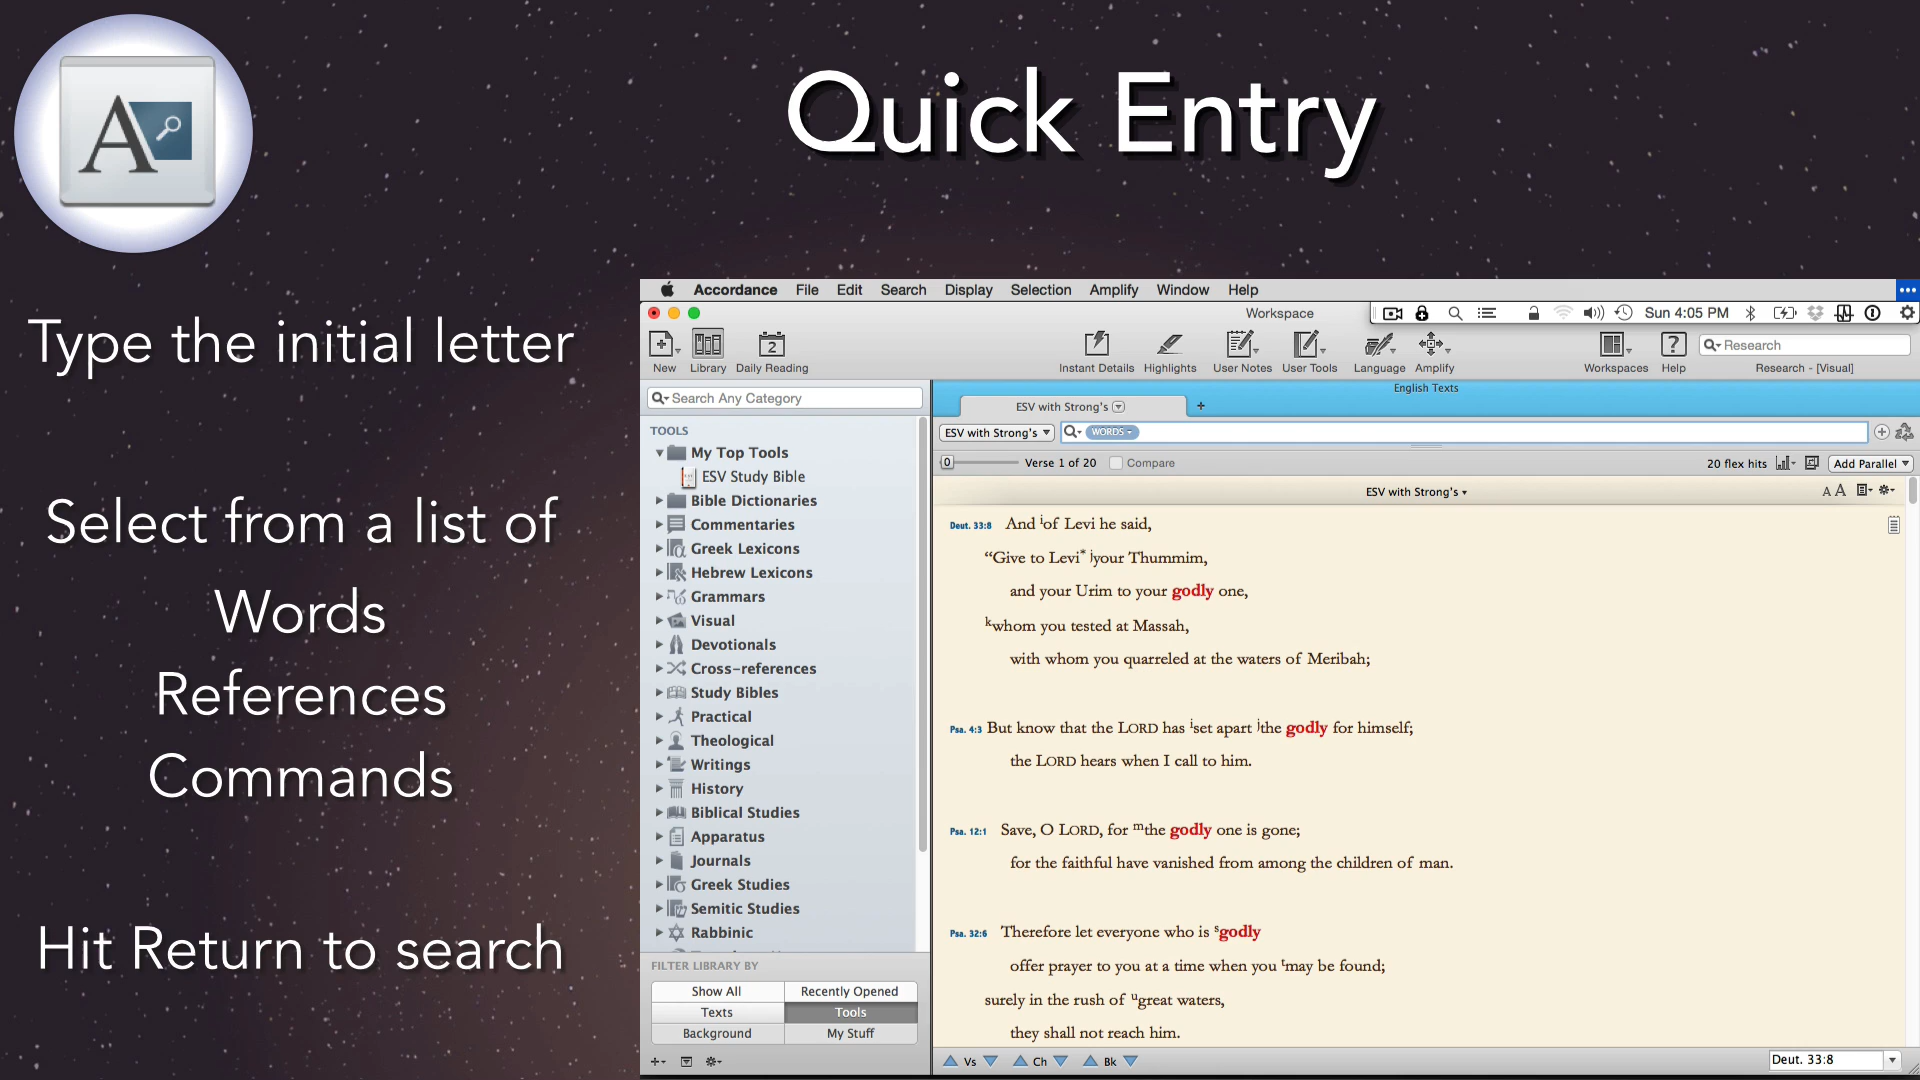 A
Quick Entry
Type the initial letter
Select from a list of
Words
References
Commands
Hit Return to search
Accordance File Edit Search Display Selection Amplify Window Help
Workspace
Sun 4:05 PM
New
Library
2
Daily Reading
Instant Details
Highlights
User Notes
User Tools
Language
Amplify
Workspaces
?
Help
Research
Research - [Visual]
Search Any Category
TOOLS
My Top Tools
ESV Study Bible
Bible Dictionaries
Commentaries
Greek Lexicons
Hebrew Lexicons
Grammars
Visual
Devotionals
Cross-references
Study Bibles
Practical
Theological
Writings
History
Biblical Studies
Apparatus
Journals
Greek Studies
Semitic Studies
Rabbinic
FILTER LIBRARY BY
Show All Recently Opened
Texts Tools
Background My Stuff
English Texts
ESV with Strong's
+
ESV with Strong's WORDS
0 Verse 1 of 20 Compare 20 flex hits Add Parallel
ESV with Strong's A A
Deut. 33:8 And iof Levi he said,
“Give to Levi* jyour Thummim,
and your Urim to your godly one,
kwhom you tested at Massah,
with whom you quarreled at the waters of Meribah;
Psa. 4:3 But know that the LORD has iset apart jthe godly for himself;
the LORD hears when I call to him.
Psa. 12:1 Save, O LORD, for mthe godly one is gone;
for the faithful have vanished from among the children of man.
Psa. 32:6 Therefore let everyone who is sgodly
offer prayer to you at a time when you tmay be found;
surely in the rush of ugreat waters,
they shall not reach him.
Vs Ch Bk Deut. 33:8